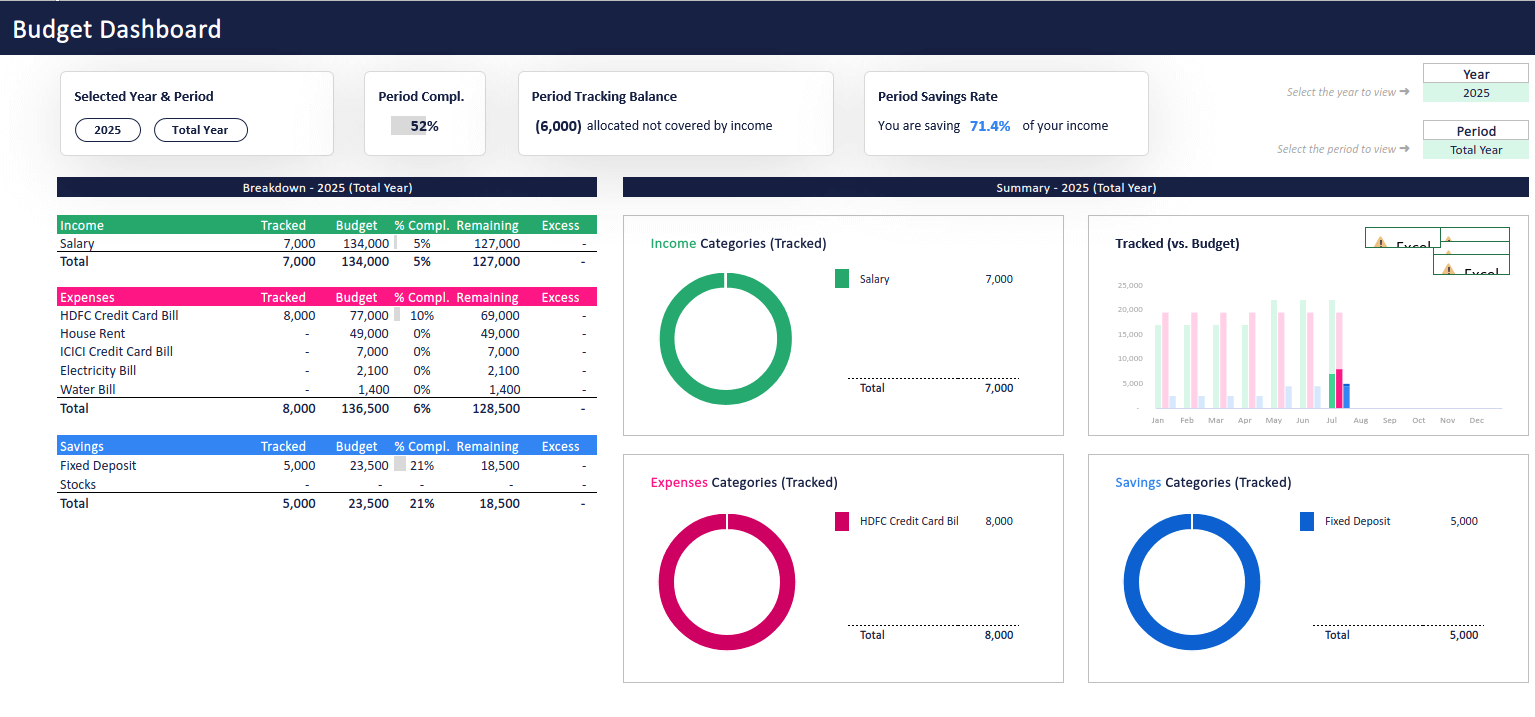 Budget Dashboard
Selected Year & Period
2025 Total Year
Period Compl.
52%
Period Tracking Balance
(6,000) allocated not covered by income
Period Savings Rate
You are saving 71.4% of your income
Select the year to view ➔
Year
2025
Select the period to view ➔
Period
Total Year
Breakdown - 2025 (Total Year)
Income Tracked Budget % Compl. Remaining Excess
Salary 7,000 134,000 5% 127,000 -
Total 7,000 134,000 5% 127,000 -
Expenses Tracked Budget % Compl. Remaining Excess
HDFC Credit Card Bill 8,000 77,000 10% 69,000 -
House Rent - 49,000 0% 49,000 -
ICICI Credit Card Bill - 7,000 0% 7,000 -
Electricity Bill - 2,100 0% 2,100 -
Water Bill - 1,400 0% 1,400 -
Total 8,000 136,500 6% 128,500 -
Savings Tracked Budget % Compl. Remaining Excess
Fixed Deposit 5,000 23,500 21% 18,500 -
Stocks - - - - -
Total 5,000 23,500 21% 18,500 -
Summary - 2025 (Total Year)
Income Categories (Tracked)
Salary 7,000
Total 7,000
Tracked (vs. Budget)
Excel
Excel
25,000
20,000
15,000
10,000
5,000
-
Jan Feb Mar Apr May Jun Jul Aug Sep Oct Nov Dec
Expenses Categories (Tracked)
HDFC Credit Card Bil 8,000
Total 8,000
Savings Categories (Tracked)
Fixed Deposit 5,000
Total 5,000